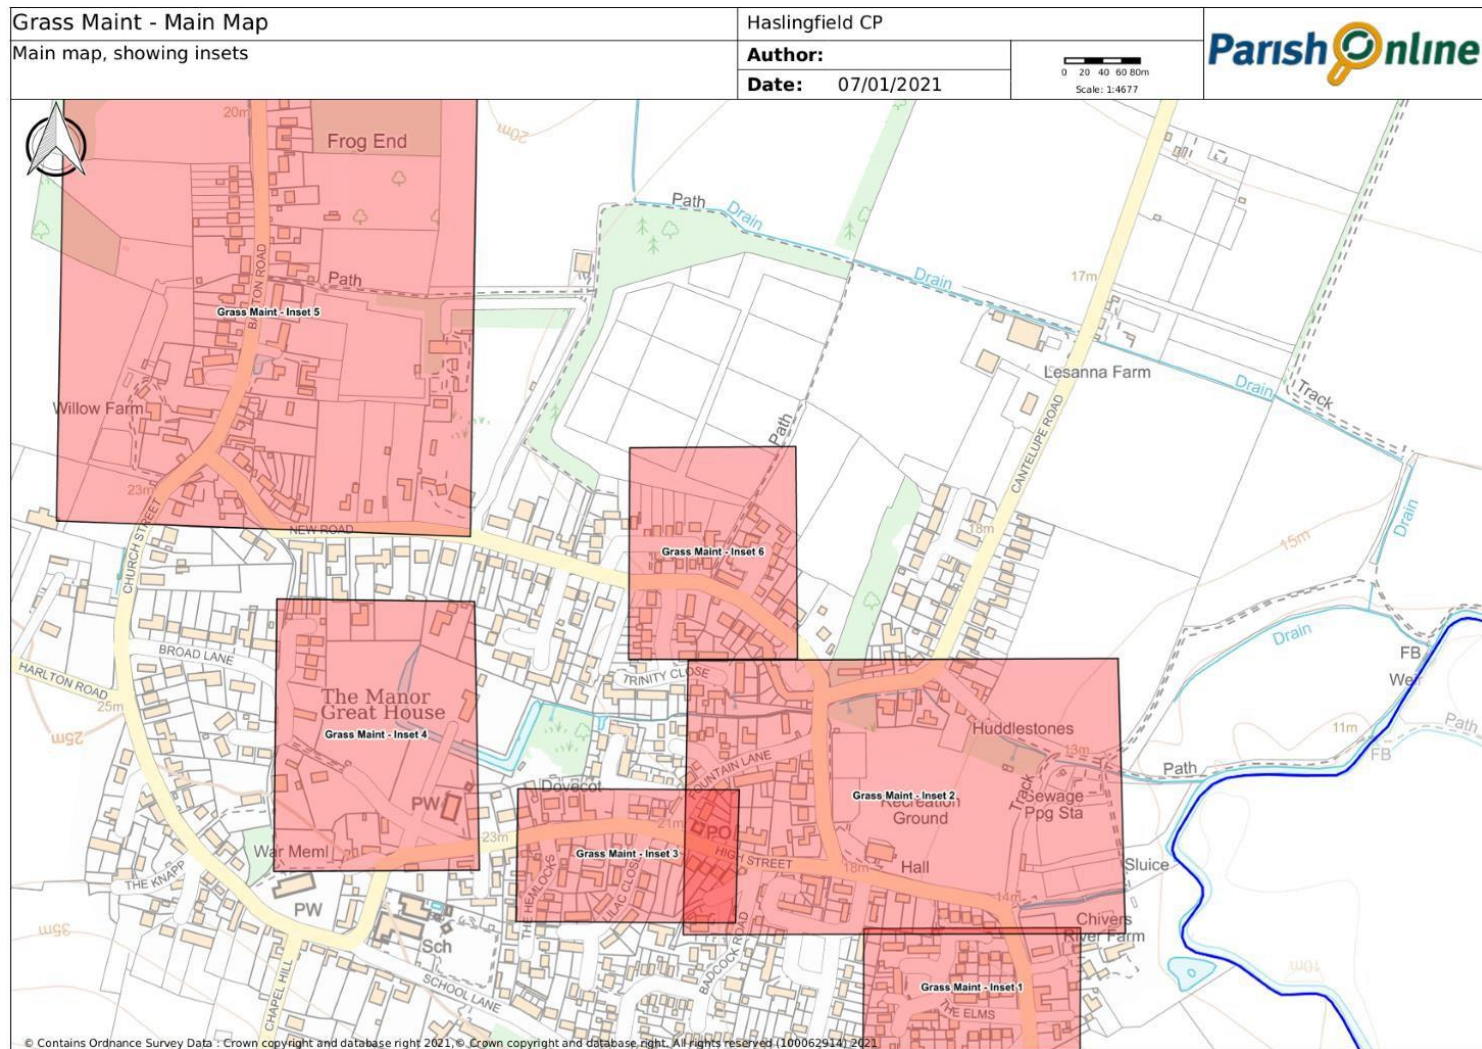 Grass Maint - Main Map
Haslingfield CP
Main map, showing insets
Author:
Date: 07/01/2021
0 20 40 60 80m
Scale: 1:4677
Parish Online
20m
Frog End
20m
Path
Drain
Drain
17m
Path
BARTON ROAD
Grass Maint - Inset 5
Lesanna Farm
Drain
Track
Willow Farm
Path
CANTELUPE ROAD
23m
CHURCH STREET
NEW ROAD
18m
Drain
15m
Grass Maint - Inset 6
Drain
FB
Weir
BROAD LANE
HARLTON ROAD
25m
25m
TRINITY CLOSE
The Manor
Great House
Grass Maint - Inset 4
Huddlestones
13m
11m
Path
FB
Path
FOUNTAIN LANE
Dovecot
Grass Maint - Inset 2
Recreation
Ground
Track
Sewage
Ppg Sta
PW
23m
21m
PO
HIGH STREET
War Meml
Grass Maint - Inset 3
18m
Hall
Sluice
THE KNAPP
PW
THE HEMLOCKS
LILAC CLOSE
14m
Chivers
River Farm
35m
Sch
BADCOCK ROAD
SCHOOL LANE
CHAPEL HILL
Grass Maint - Inset 1
THE ELMS
10m
© Contains Ordnance Survey Data : Crown copyright and database right 2021,© Crown copyright and database right. All rights reserved (100062914) 2021